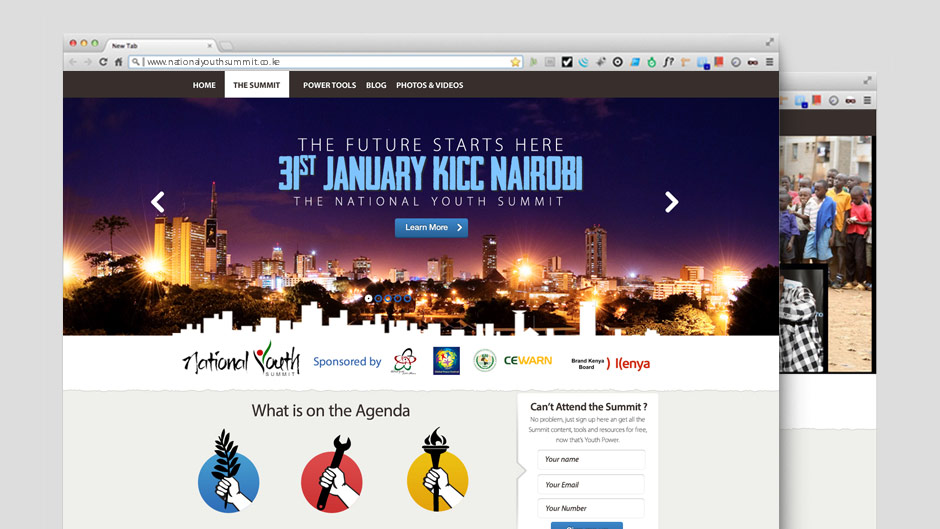 New Tab
www.nationalyouthsummit.co.ke
HOME THE SUMMIT POWER TOOLS BLOG PHOTOS & VIDEOS
THE FUTURE STARTS HERE
31ST JANUARY KICC NAIROBI
THE NATIONAL YOUTH SUMMIT
Learn More
National Youth
SUMMIT
Sponsored by
CEWARN
Brand Kenya
Board
Kenya
What is on the Agenda
Can't Attend the Summit ?
No problem, just sign up here an get all the
Summit content, tools and resources for free,
now that's Youth Power.
Your name
Your Email
Your Number